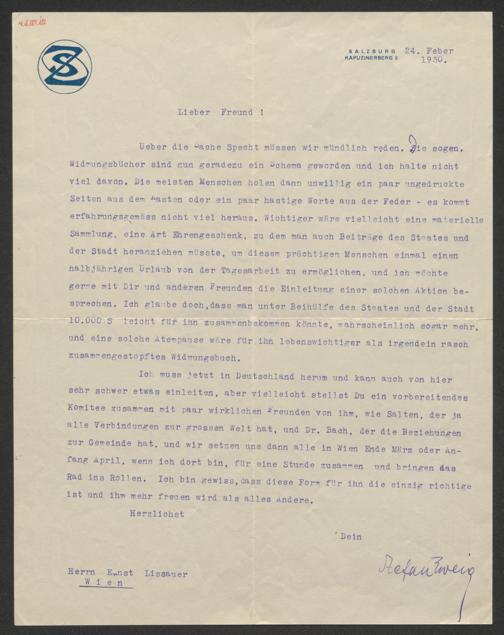 SZ
SALZBURG
KAPUZINERBERG 5
24. Feber
1930.
Lieber Freund !
Ueber die Sache Specht müssen wir mündlich reden. Die sogen.
Widmungsbücher sind nun geradezu ein Schema geworden und ich halte nicht
viel davon. Die meisten Menschen holen dann unwillig ein paar ungedruckte
Seiten aus dem Kasten oder ein paar hastige Worte aus der Feder - es kommt
erfahrungsgemäss nicht viel heraus. Wichtiger wäre vielleicht eine materielle
Sammlung, eine Art Ehrengeschenk, zu dem man auch Beiträge des Staates und
der Stadt heranziehen müsste, um diesem prächtigen Menschen einmal einen
halbjährigen Urlaub von der Tagesarbeit zu ermöglichen, und ich möchte
gerne mit Dir und anderen Freunden die Einleitung einer solchen Aktion be-
sprechen. Ich glaube doch,dass man unter Beihülfe des Staates und der Stadt
10.000 S leicht für ihn zusammenbekommen könnte, wahrscheinlich sogar mehr,
und eine solche Atempause wäre für ihn lebenswichtiger als irgendein rasch
zusammengestopftes Widmungsbuch.
Ich muss jetzt in Deutschland herum und kann auch von hier
sehr schwer etwas einleiten, aber vielleicht stellst Du ein vorbereitendes
Komitee zusammen mit paar wirklichen Freunden von ihm, wie Salten, der ja
alle Verbindungen zur grossen Welt hat, und Dr. Bach, der die Beziehungen
zur Gemeinde hat, und wir setzen uns dann alle in Wien Ende März oder An-
fang April, wenn ich dort bin, für eine Stunde zusammen und bringen das
Rad ins Rollen. Ich bin gewiss,dass diese Form für ihn die einzig richtige
ist und ihm mehr freuen wird als alles Andere.
Herzlichst
Dein
Stefan Zweig
Herrn Ernst Lissauer
Wien